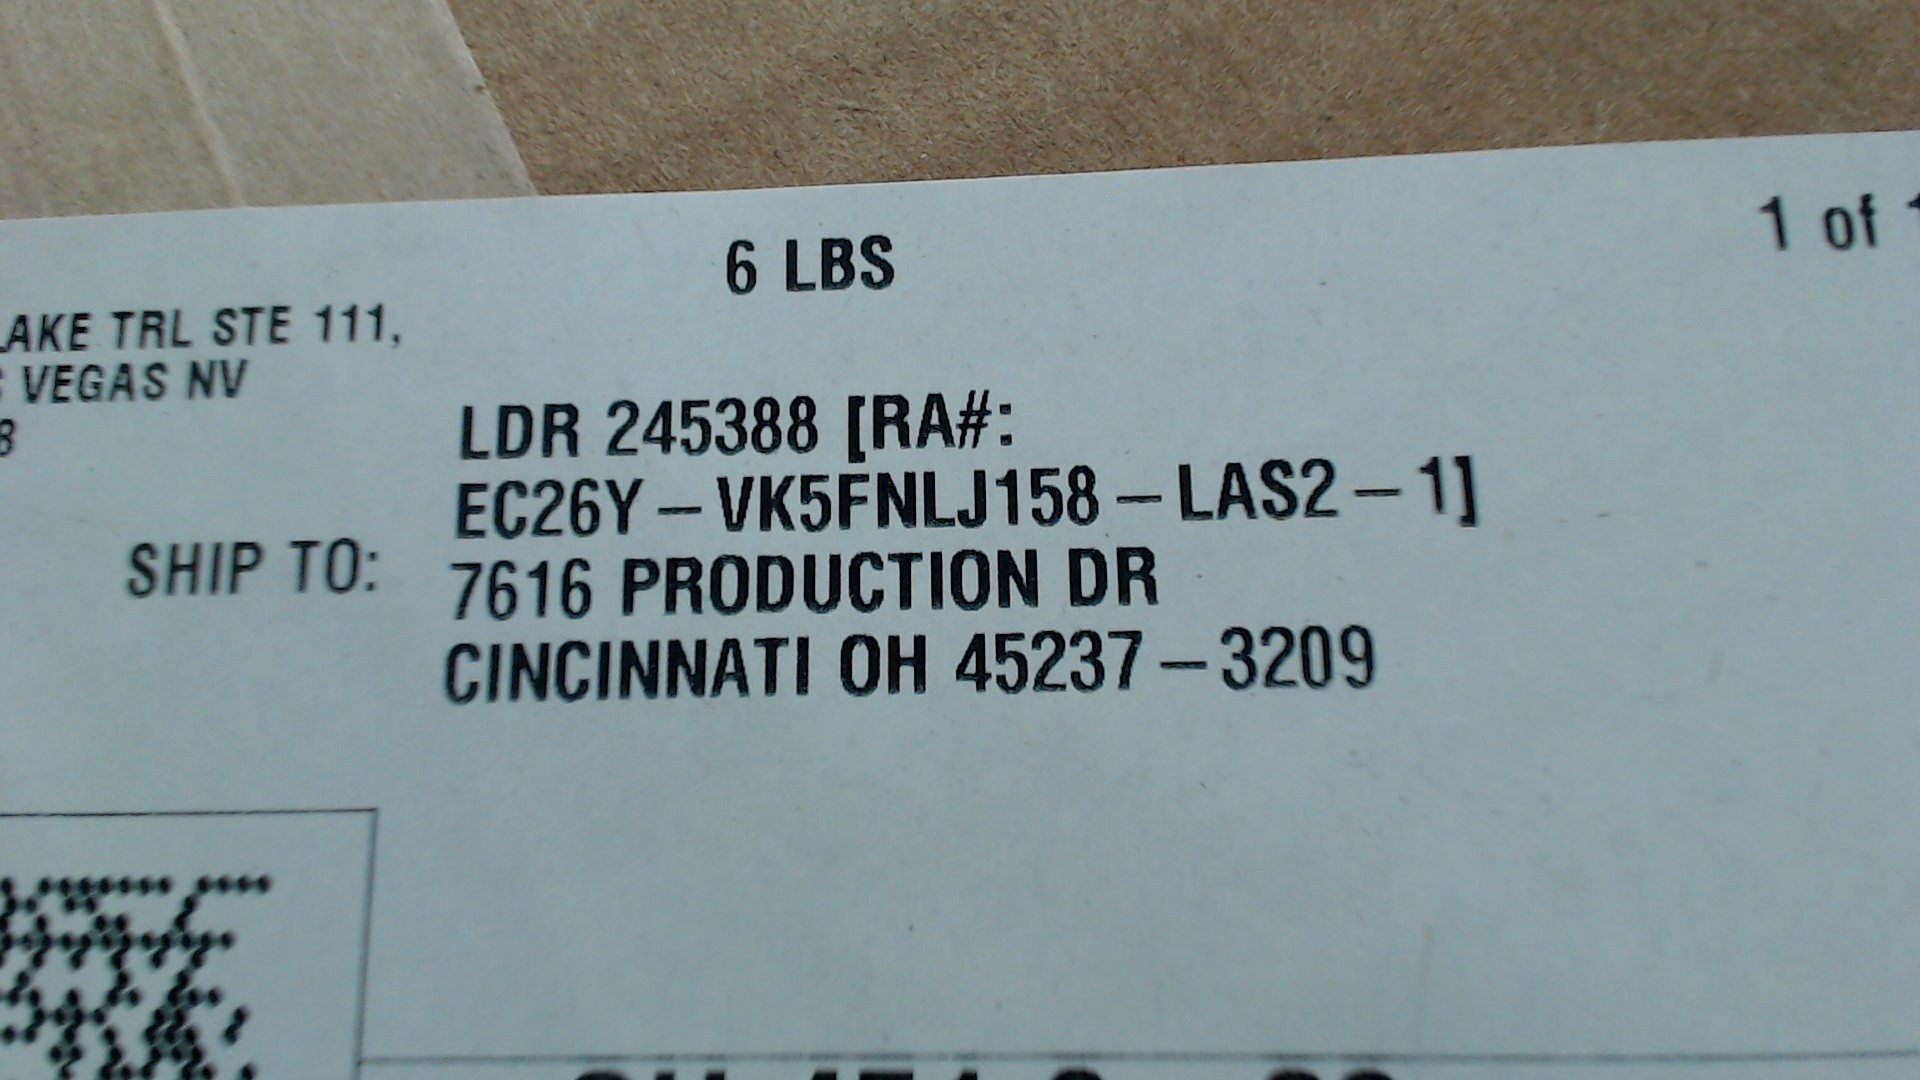 6 LBS
1 of
TRL STE 111,
VEGAS NV
LDR 245388 [RA#:
EC26Y-VK5FNLJ158-LAS2-1]
SHIP TO:
7616 PRODUCTION DR
CINCINNATI OH 45237-3209